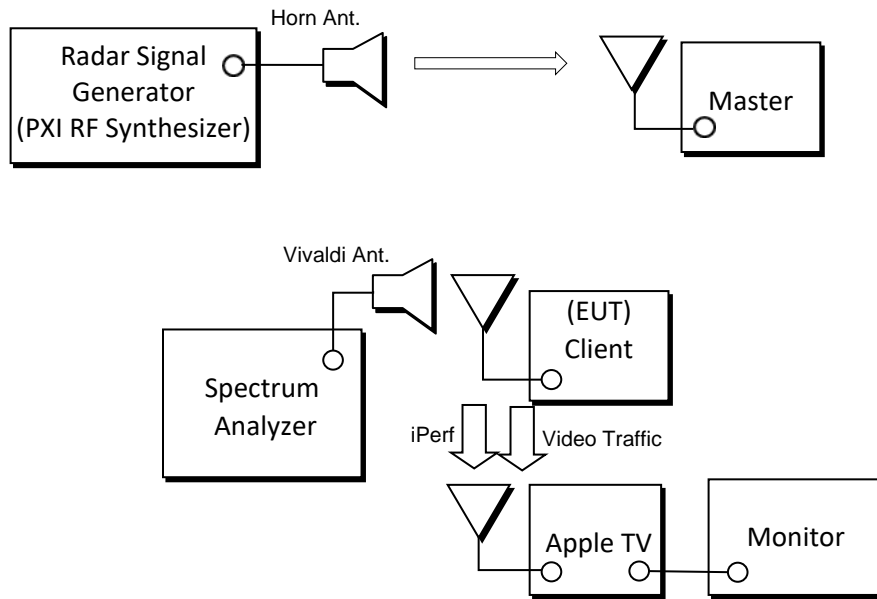 Horn Ant.
Radar Signal
Generator
(PXI RF Synthesizer)
Master
Vivaldi Ant.
(EUT)
Client
Spectrum
Analyzer
iPerf
Video Traffic
Apple TV
Monitor